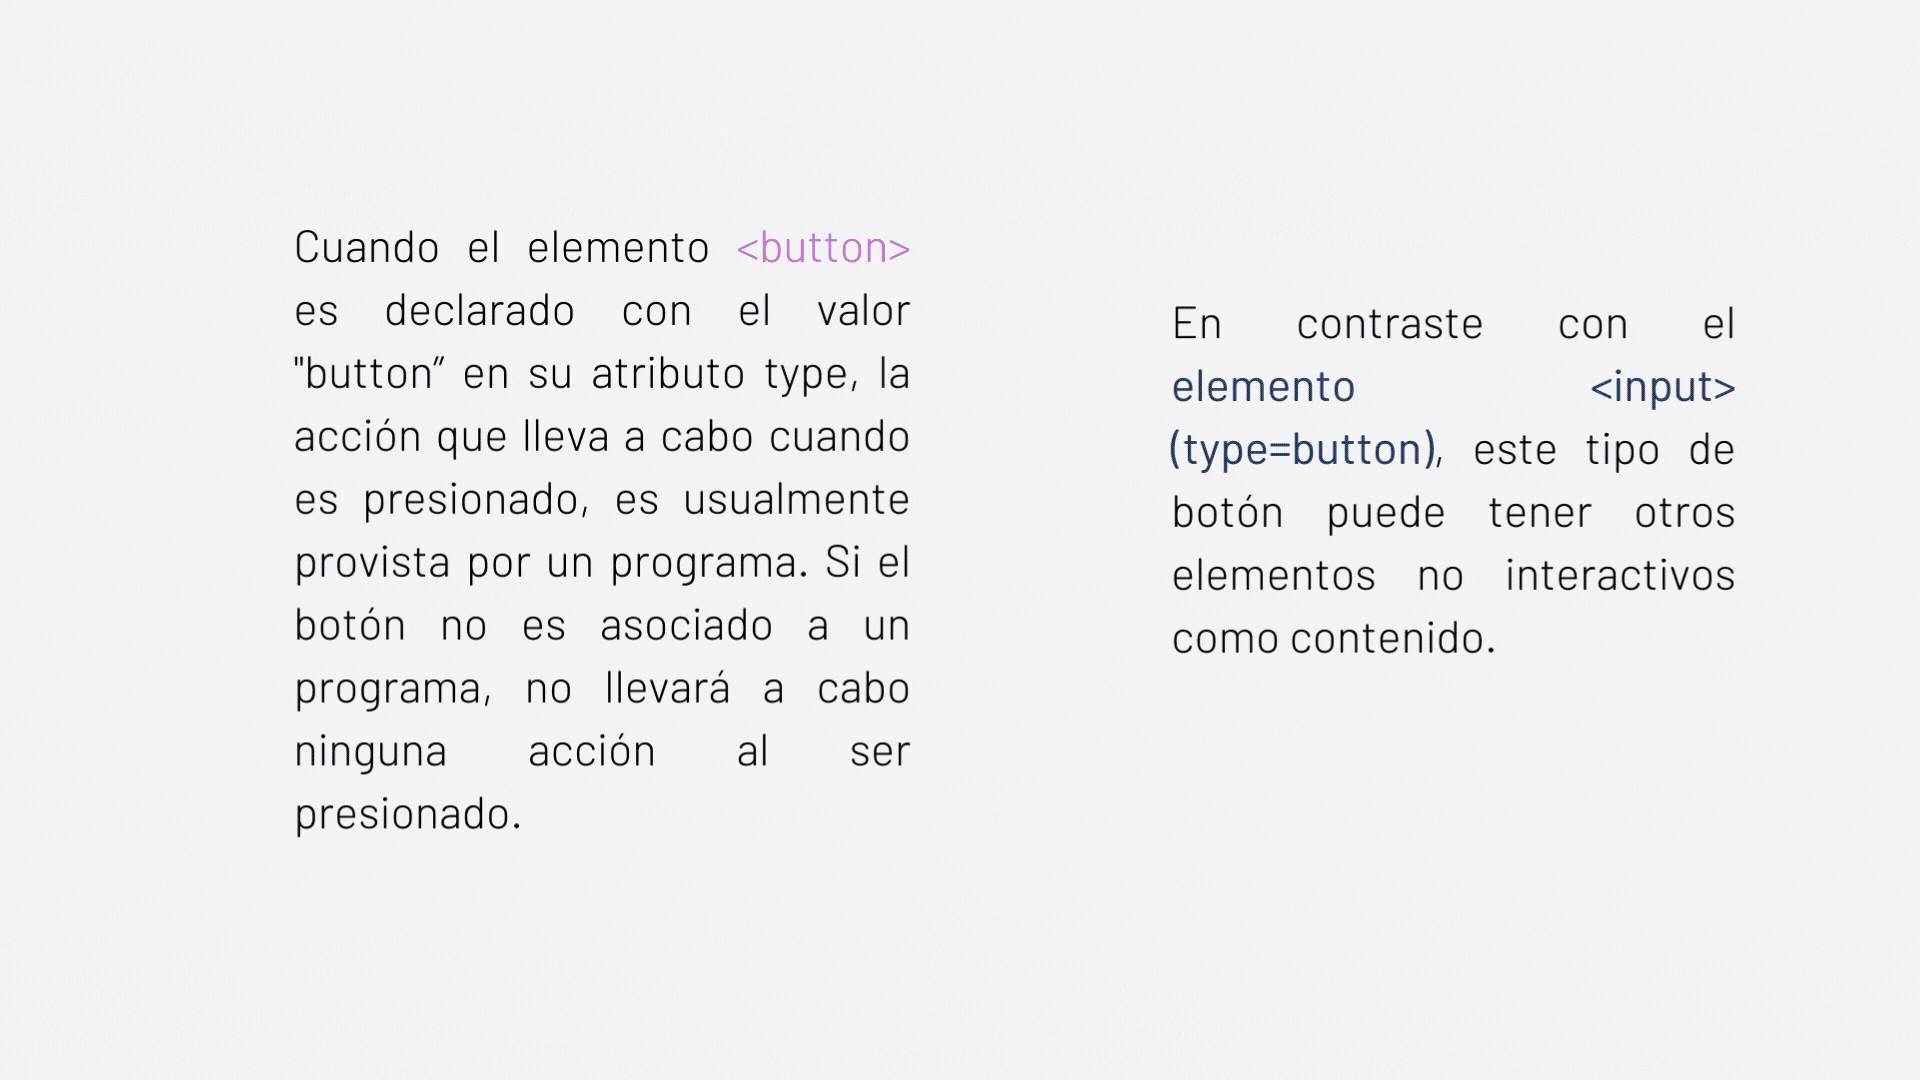 Cuando el elemento <button>
es declarado con el valor
"button” en su atributo type, la
acción que lleva a cabo cuando
es presionado, es usualmente
provista por un programa. Si el
botón no es asociado a un
programa, no llevará a cabo
ninguna acción al ser
presionado.
En contraste con el
elemento <input>
(type=button), este tipo de
botón puede tener otros
elementos no interactivos
como contenido.